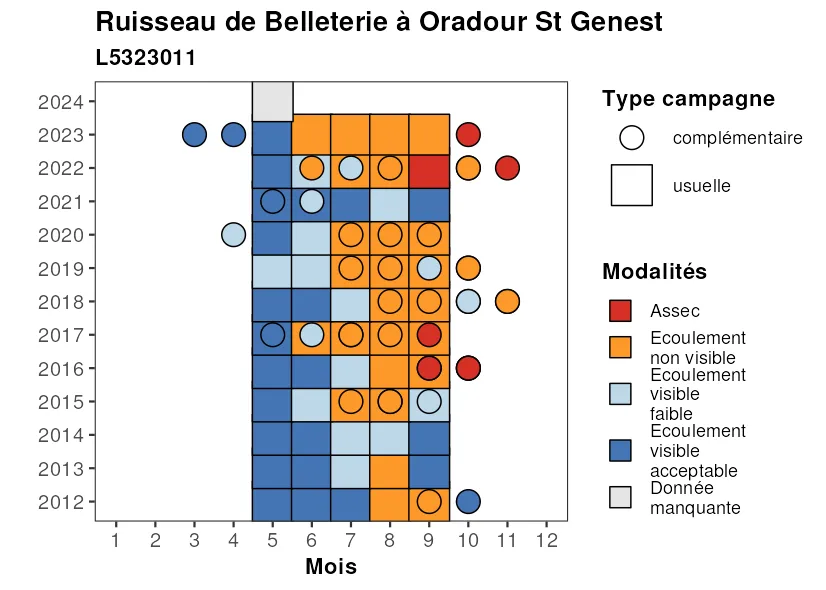 Ruisseau de Belleterie à Oradour St Genest
L5323011
2024
2023
2022
2021
2020
2019
2018
2017
2016
2015
2014
2013
2012
1 2 3 4 5 6 7 8 9 10 11 12
Mois
Type campagne
complémentaire
usuelle
Modalités
Assec
Ecoulement
non visible
Ecoulement
visible
faible
Ecoulement
visible
acceptable
Donnée
manquante